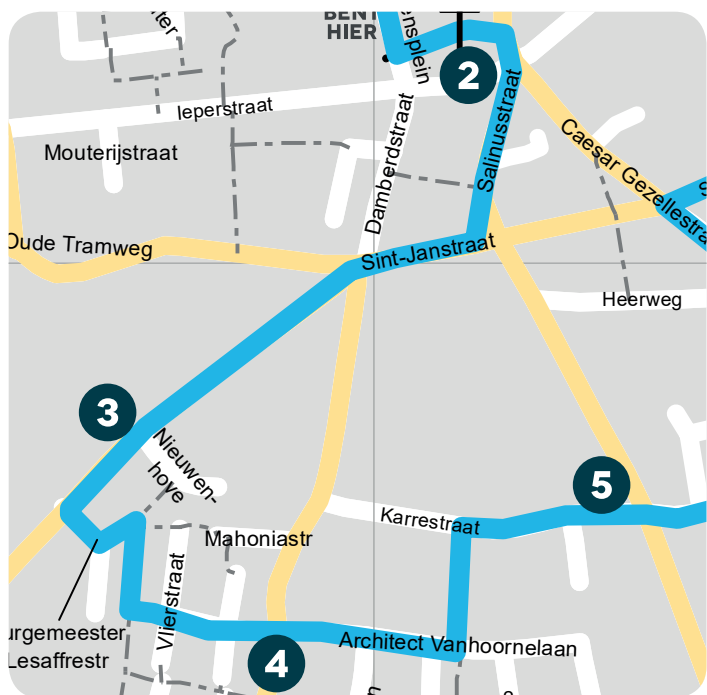 HIER
2
Ieperstraat
Mouterijstraat
Damberdstraat
Salinusstraat
Caesar Gezellestra
Oude Tramweg
Sint-Janstraat
Heerweg
3
Nieuwen-
hove
5
Karrestraat
Mahoniastr
Vlierstraat
urgemeester
Lesaffrestr
Architect Vanhoornelaan
4
ensplein